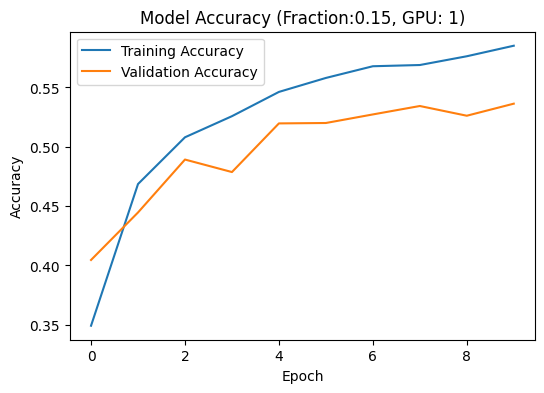 Model Accuracy (Fraction:0.15, GPU: 1)
Training Accuracy
Validation Accuracy
0.55
0.50
0.45
0.40
0.35
Accuracy
0 2 4 6 8
Epoch